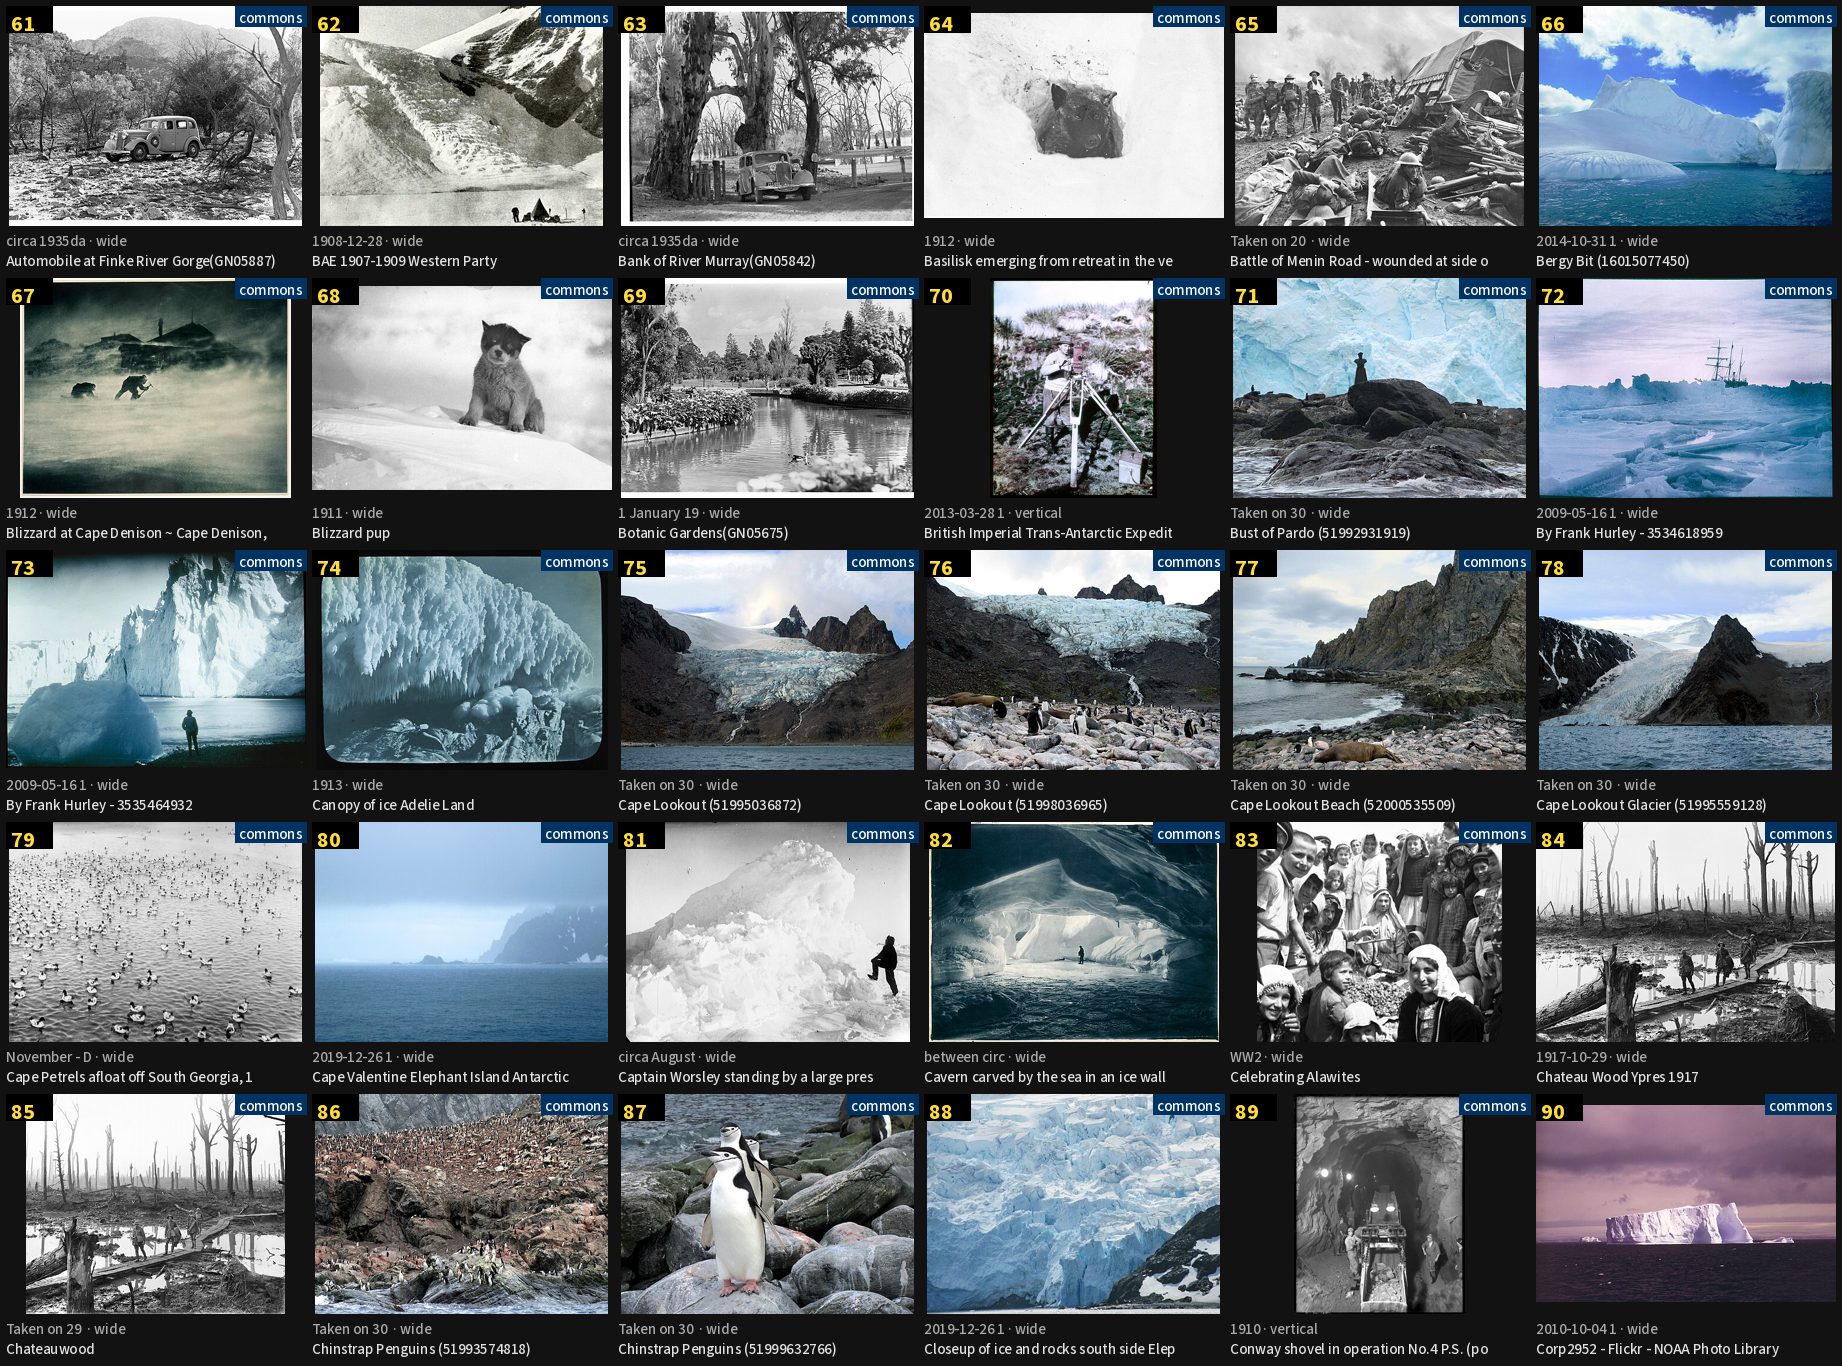 61 commons
circa 1935da · wide
Automobile at Finke River Gorge(GN05887)
62 commons
1908-12-28 · wide
BAE 1907-1909 Western Party
63 commons
circa 1935da · wide
Bank of River Murray(GN05842)
64 commons
1912 · wide
Basilisk emerging from retreat in the ve
65 commons
Taken on 20 · wide
Battle of Menin Road - wounded at side o
66 commons
2014-10-31 1 · wide
Bergy Bit (16015077450)
67 commons
1912 · wide
Blizzard at Cape Denison ~ Cape Denison,
68 commons
1911 · wide
Blizzard pup
69 commons
1 January 19 · wide
Botanic Gardens(GN05675)
70 commons
2013-03-28 1 · vertical
British Imperial Trans-Antarctic Expedit
71 commons
Taken on 30 · wide
Bust of Pardo (51992931919)
72 commons
2009-05-16 1 · wide
By Frank Hurley - 3534618959
73 commons
2009-05-16 1 · wide
By Frank Hurley - 3535464932
74 commons
1913 · wide
Canopy of ice Adelie Land
75 commons
Taken on 30 · wide
Cape Lookout (51995036872)
76 commons
Taken on 30 · wide
Cape Lookout (51998036965)
77 commons
Taken on 30 · wide
Cape Lookout Beach (52000535509)
78 commons
Taken on 30 · wide
Cape Lookout Glacier (51995559128)
79 commons
November - D · wide
Cape Petrels afloat off South Georgia, 1
80 commons
2019-12-26 1 · wide
Cape Valentine Elephant Island Antarctic
81 commons
circa August · wide
Captain Worsley standing by a large pres
82 commons
between circ · wide
Cavern carved by the sea in an ice wall
83 commons
WW2 · wide
Celebrating Alawites
84 commons
1917-10-29 · wide
Chateau Wood Ypres 1917
85 commons
Taken on 29 · wide
Chateauwood
86 commons
Taken on 30 · wide
Chinstrap Penguins (51993574818)
87 commons
Taken on 30 · wide
Chinstrap Penguins (51999632766)
88 commons
2019-12-26 1 · wide
Closeup of ice and rocks south side Elep
89 commons
1910 · vertical
Conway shovel in operation No.4 P.S. (po
90 commons
2010-10-04 1 · wide
Corp2952 - Flickr - NOAA Photo Library